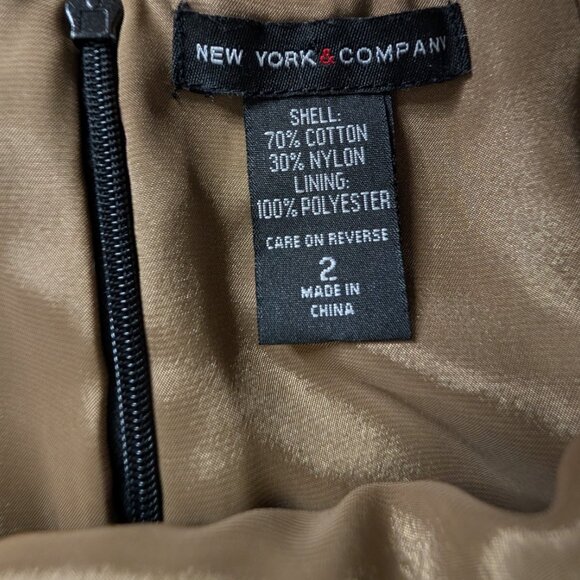 NEW YORK & COMPANY
SHELL:
70% COTTON
30% NYLON
LINING:
100% POLYESTER
CARE ON REVERSE
2
MADE IN
CHINA